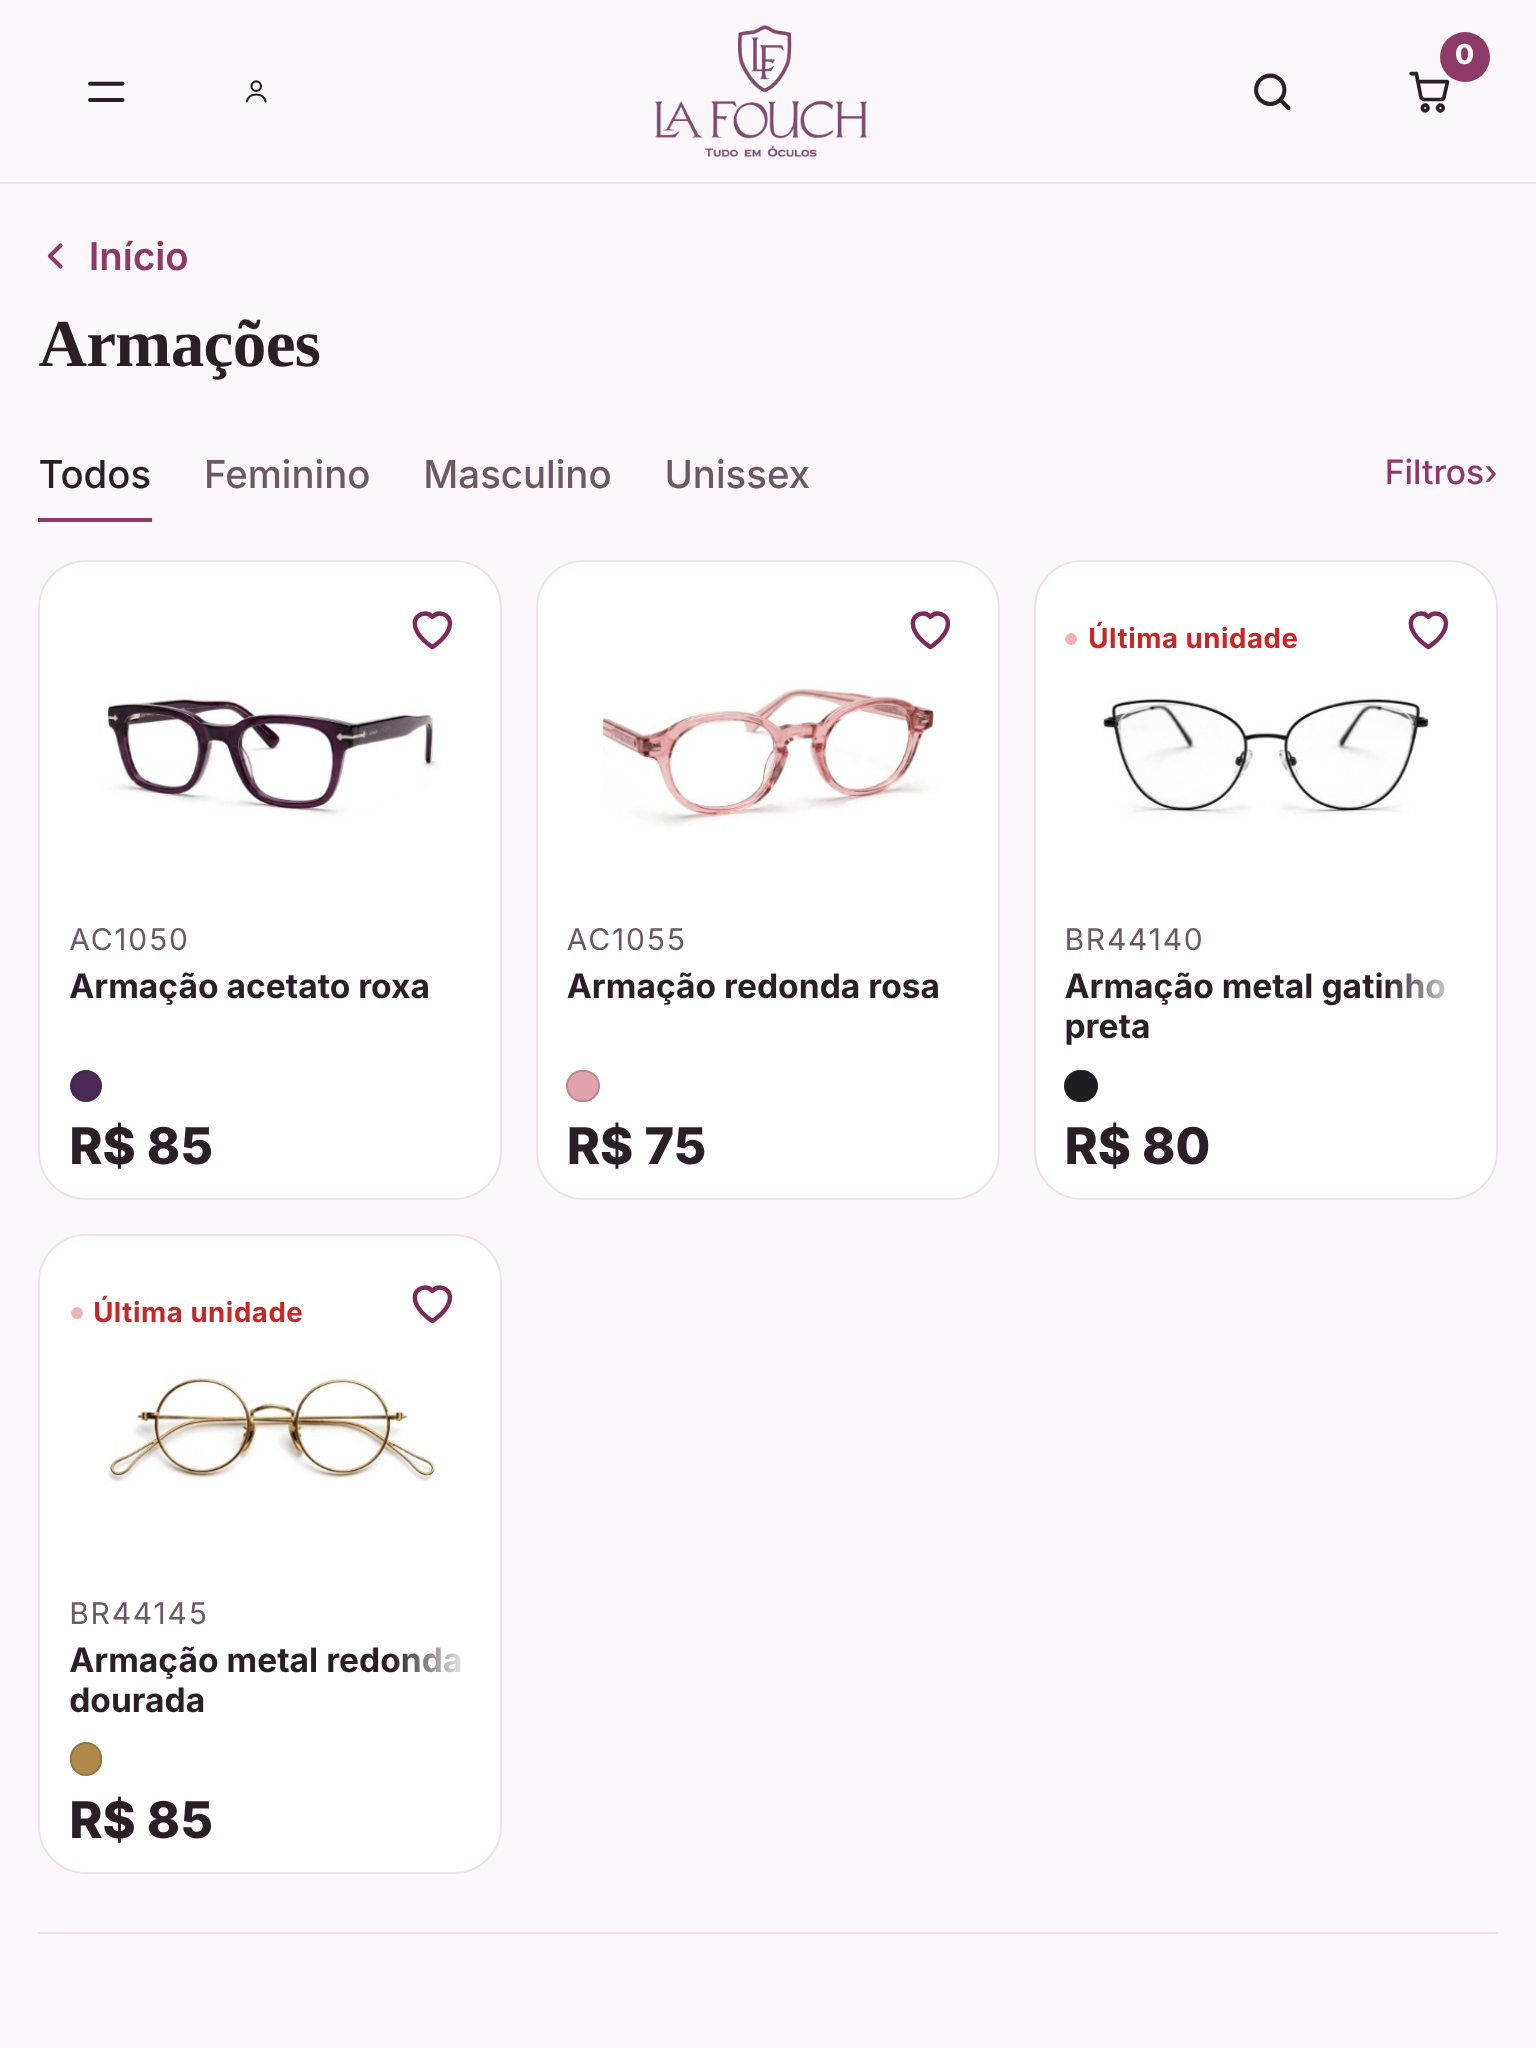 LF
LA FOUCH
Tudo em Óculos
0
Início
Armações
Todos Feminino Masculino Unissex Filtros›
AC1050
Armação acetato roxa
R$ 85
AC1055
Armação redonda rosa
R$ 75
Última unidade
BR44140
Armação metal gatinho
preta
R$ 80
Última unidade
BR44145
Armação metal redonda
dourada
R$ 85